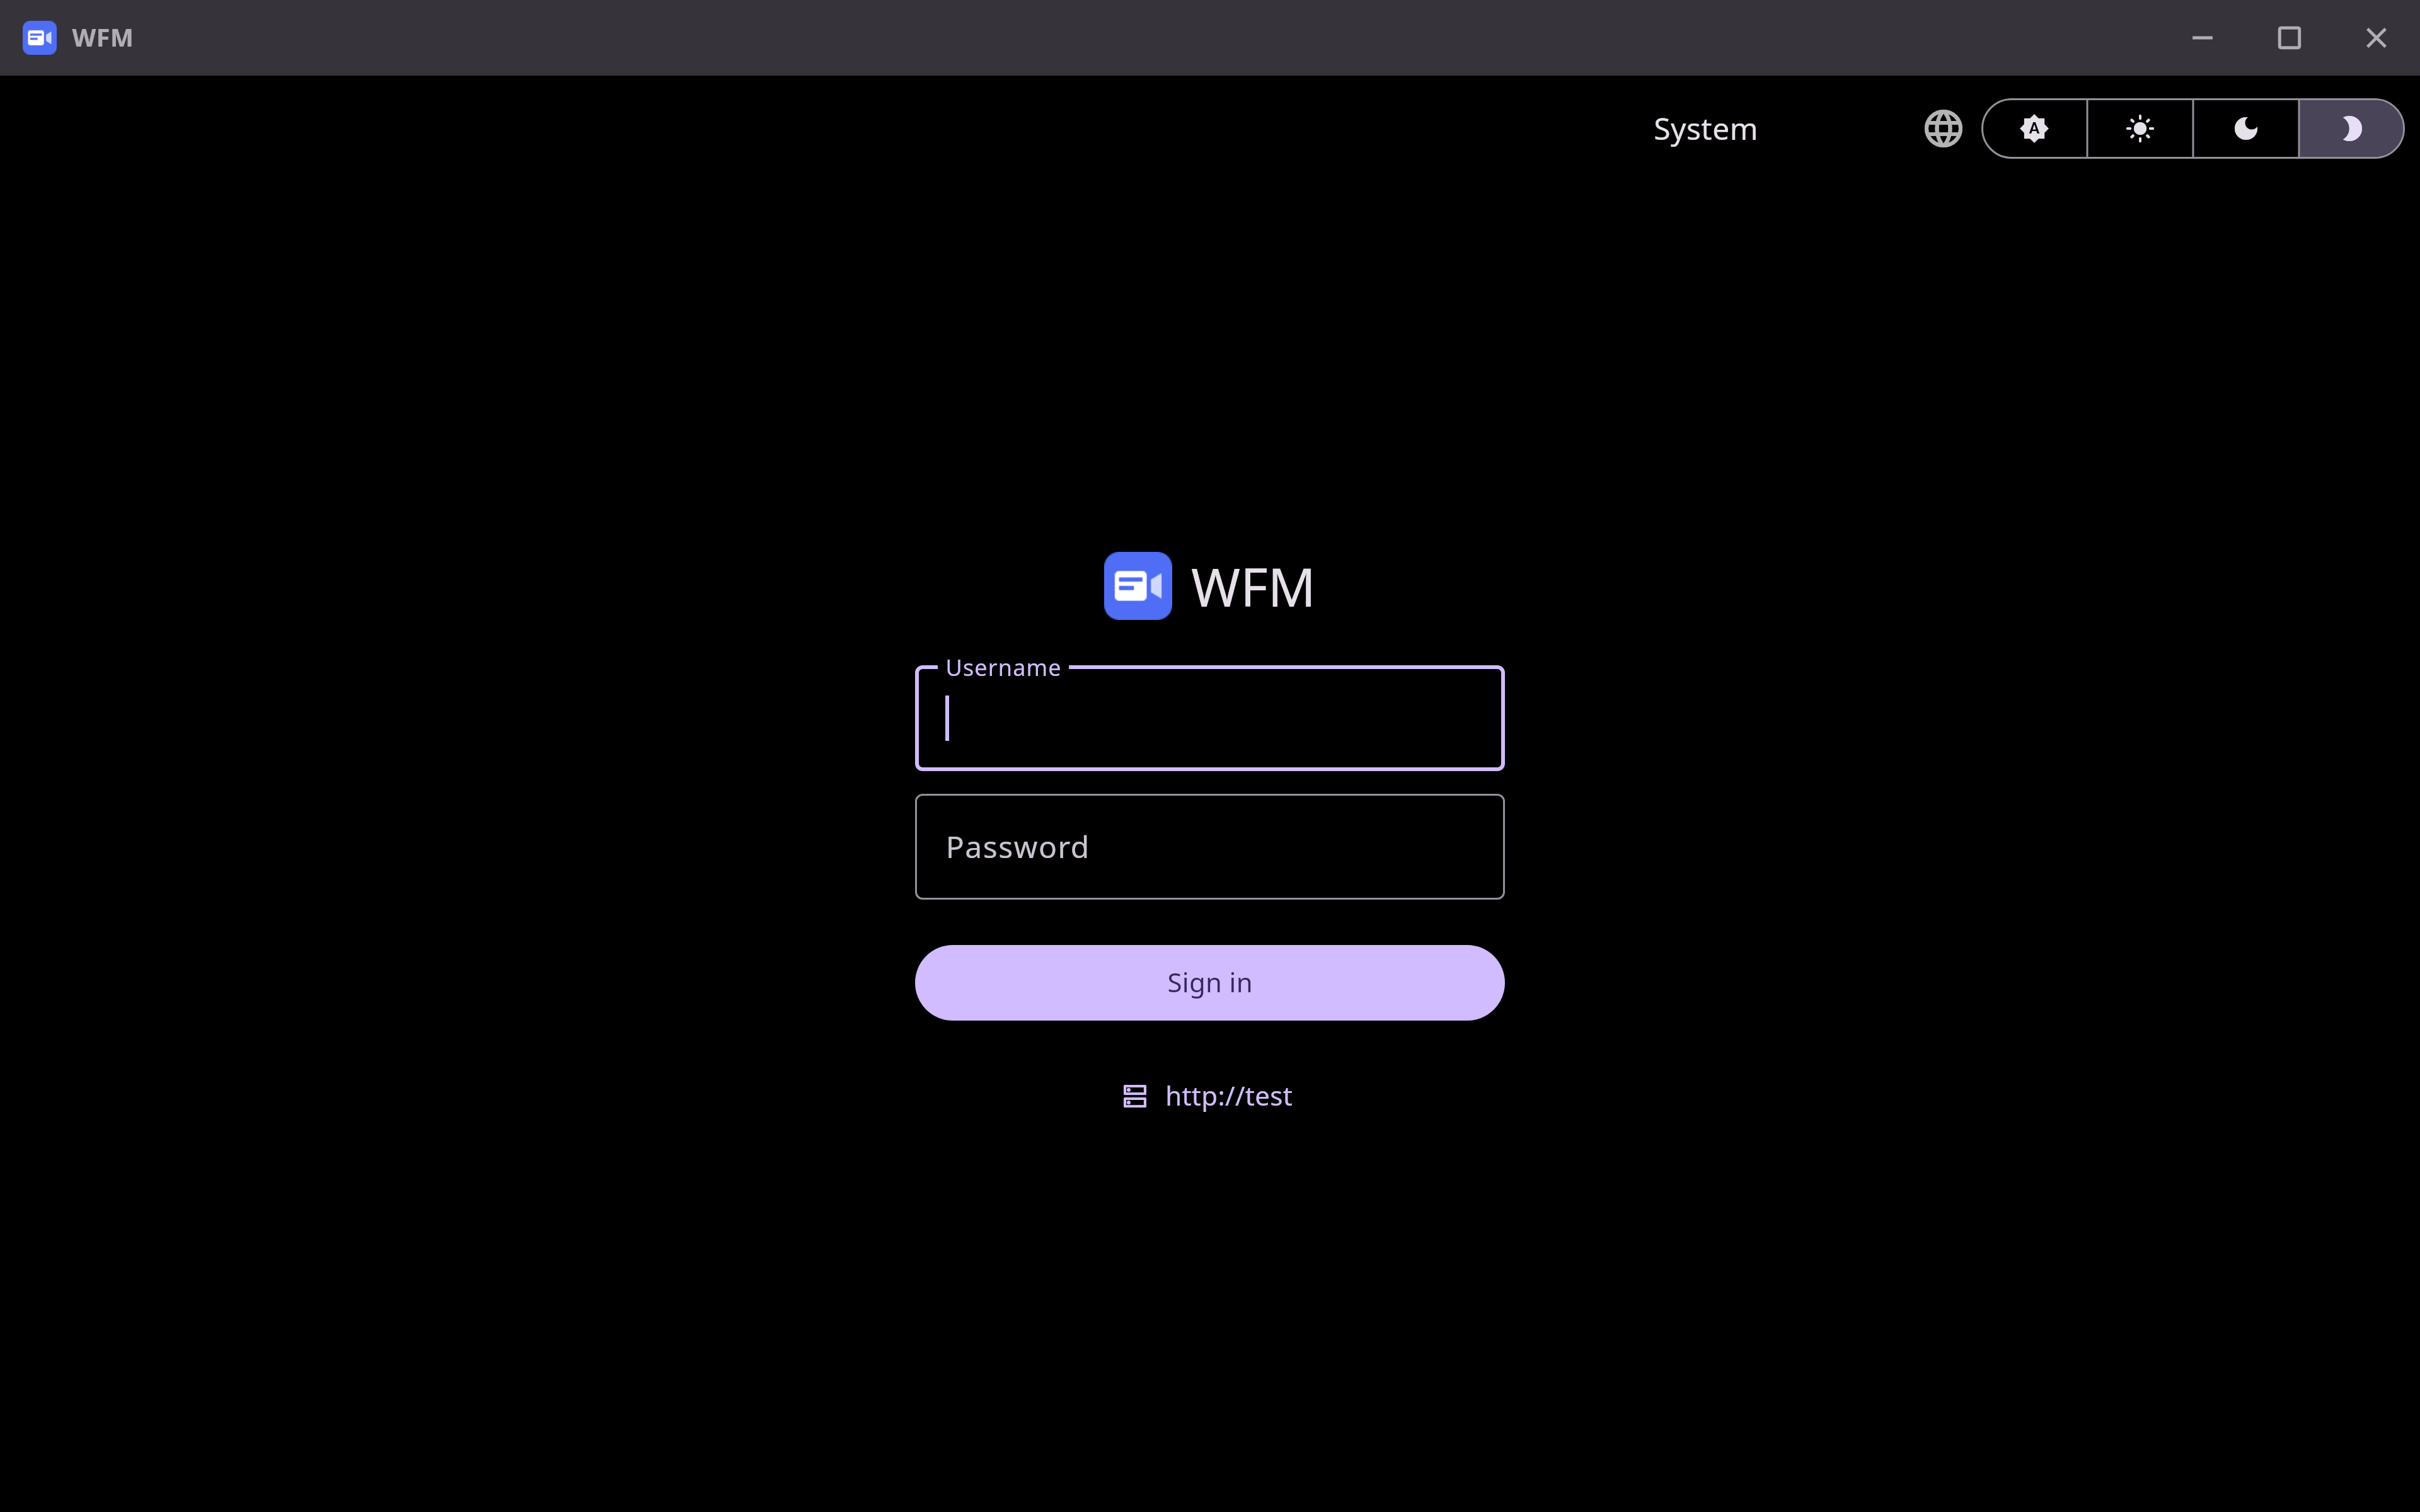 WFM
System
A
WFM
Username
Password
Sign in
http://test